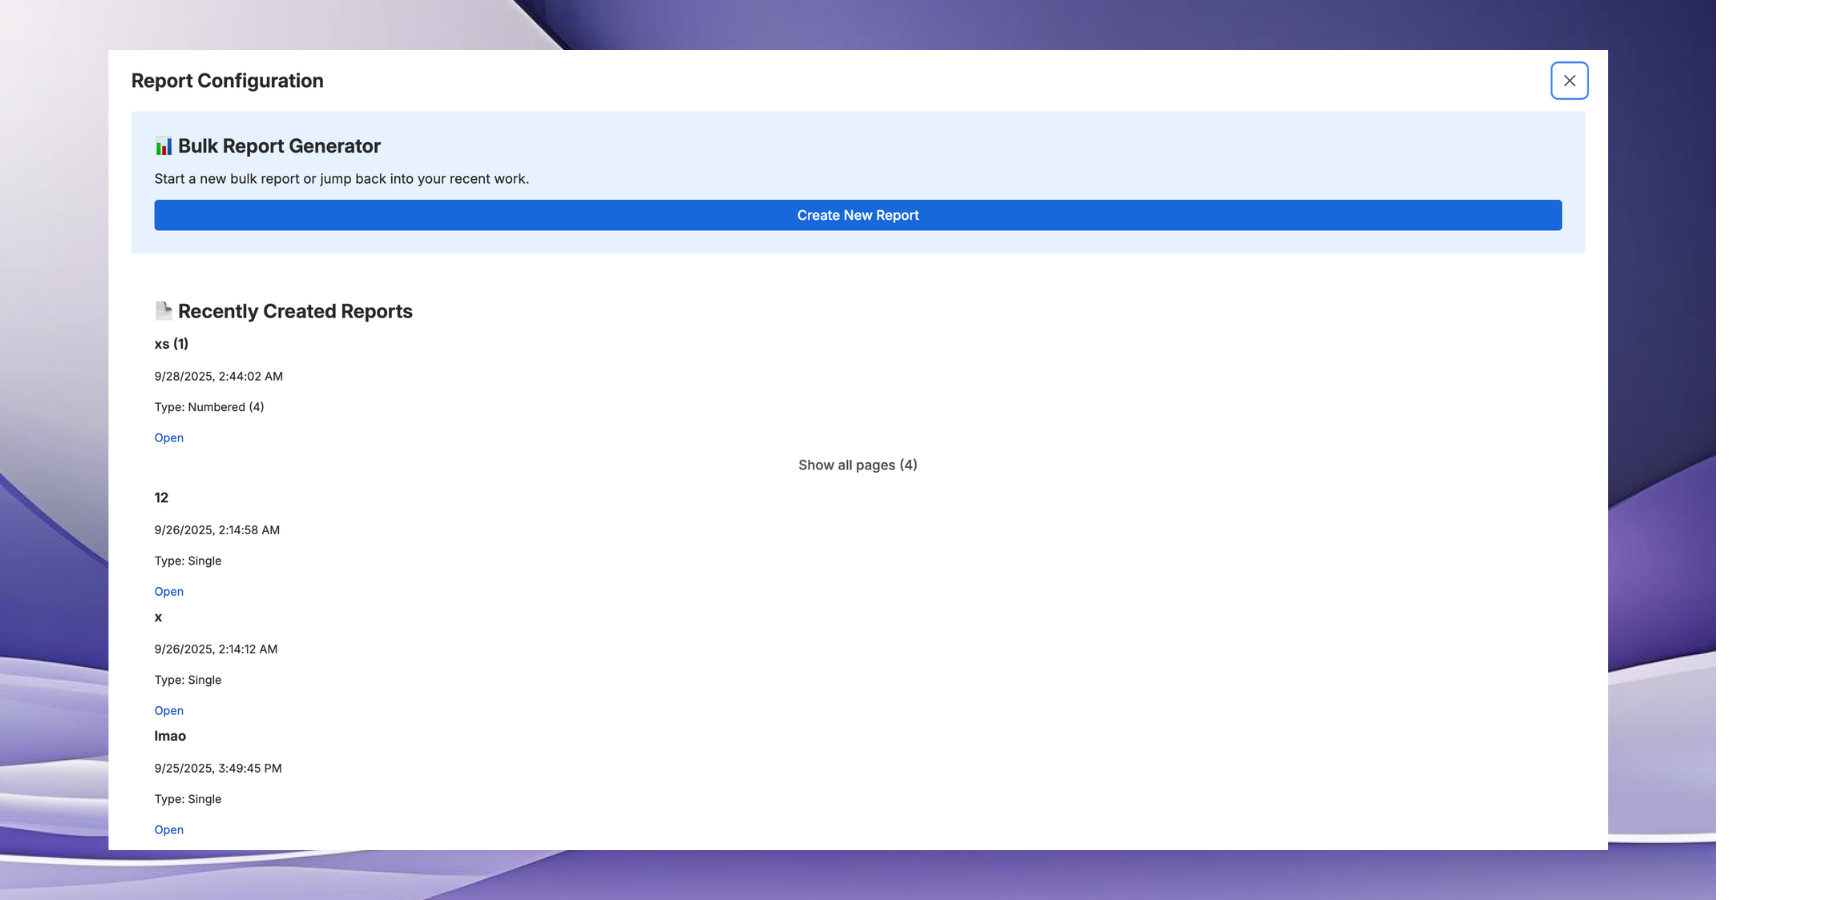 Report Configuration
Bulk Report Generator
Start a new bulk report or jump back into your recent work.
Create New Report
Recently Created Reports
xs (1)
9/28/2025, 2:44:02 AM
Type: Numbered (4)
Open
Show all pages (4)
12
9/26/2025, 2:14:58 AM
Type: Single
Open
x
9/26/2025, 2:14:12 AM
Type: Single
Open
lmao
9/25/2025, 3:49:45 PM
Type: Single
Open